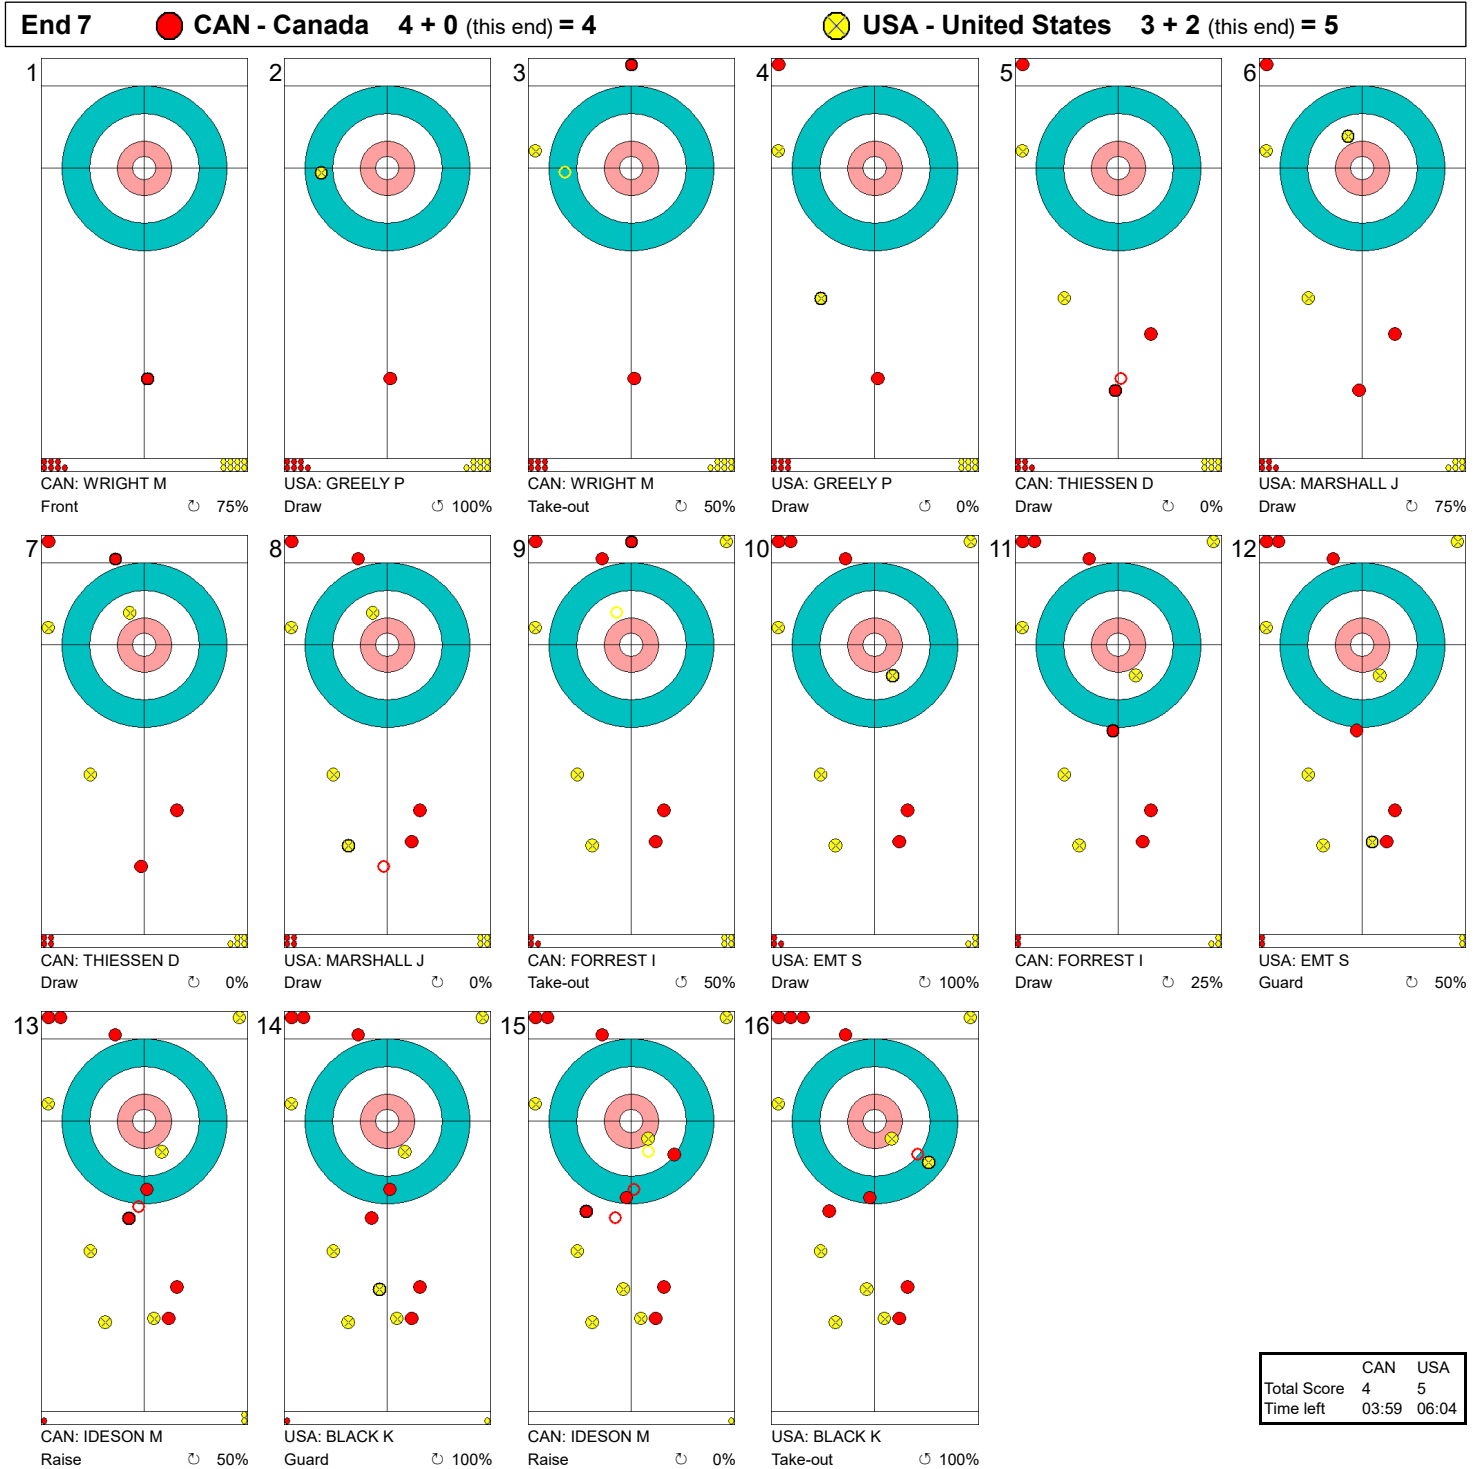 End 7 CAN - Canada 4 + 0 (this end) = 4 USA - United States 3 + 2 (this end) = 5
1 2 3 4 5 6
CAN: WRIGHT M USA: GREELY P CAN: WRIGHT M USA: GREELY P CAN: THIESSEN D USA: MARSHALL J
Front ↻ 75% Draw ↺ 100% Take-out ↻ 50% Draw ↺ 0% Draw ↻ 0% Draw ↻ 75%
7 8 9 10 11 12
CAN: THIESSEN D USA: MARSHALL J CAN: FORREST I USA: EMT S CAN: FORREST I USA: EMT S
Draw ↻ 0% Draw ↻ 0% Take-out ↺ 50% Draw ↻ 100% Draw ↻ 25% Guard ↻ 50%
13 14 15 16
CAN: IDESON M USA: BLACK K CAN: IDESON M USA: BLACK K
Raise ↻ 50% Guard ↻ 100% Raise ↻ 0% Take-out ↻ 100%
CAN USA
Total Score 4 5
Time left 03:59 06:04